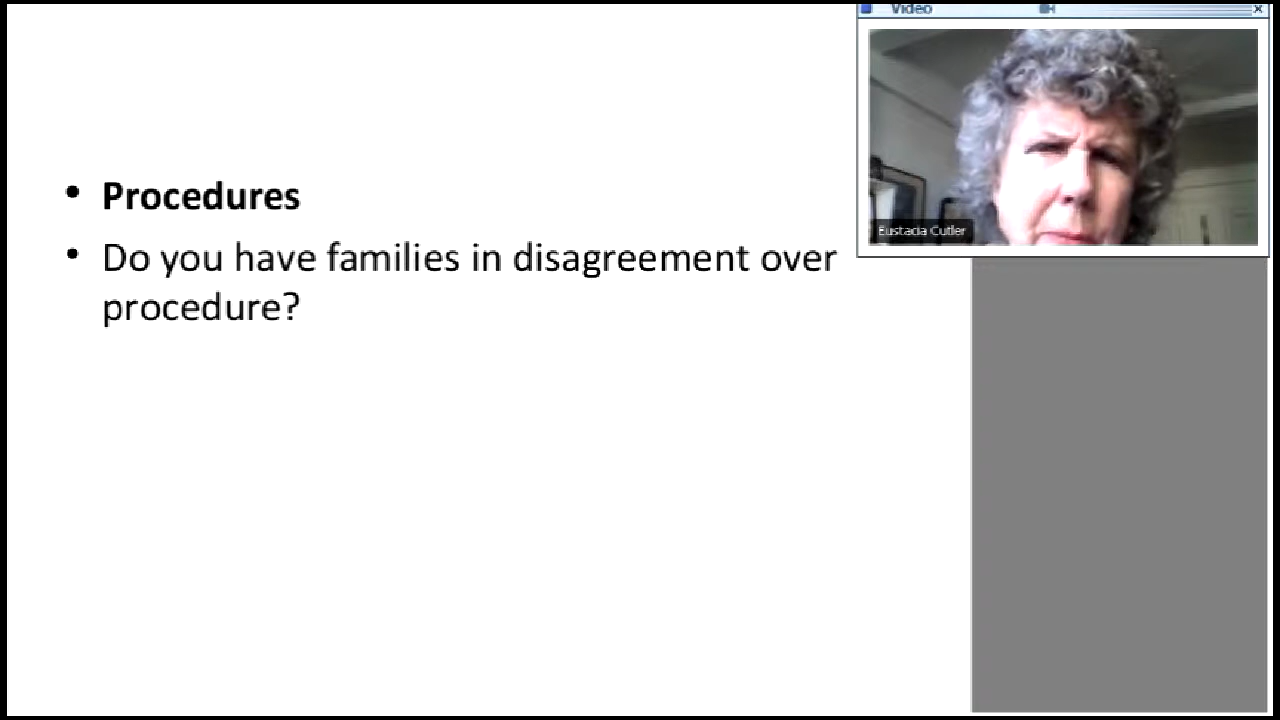 Video
Eustacia Cutler
• Procedures
• Do you have families in disagreement over
procedure?